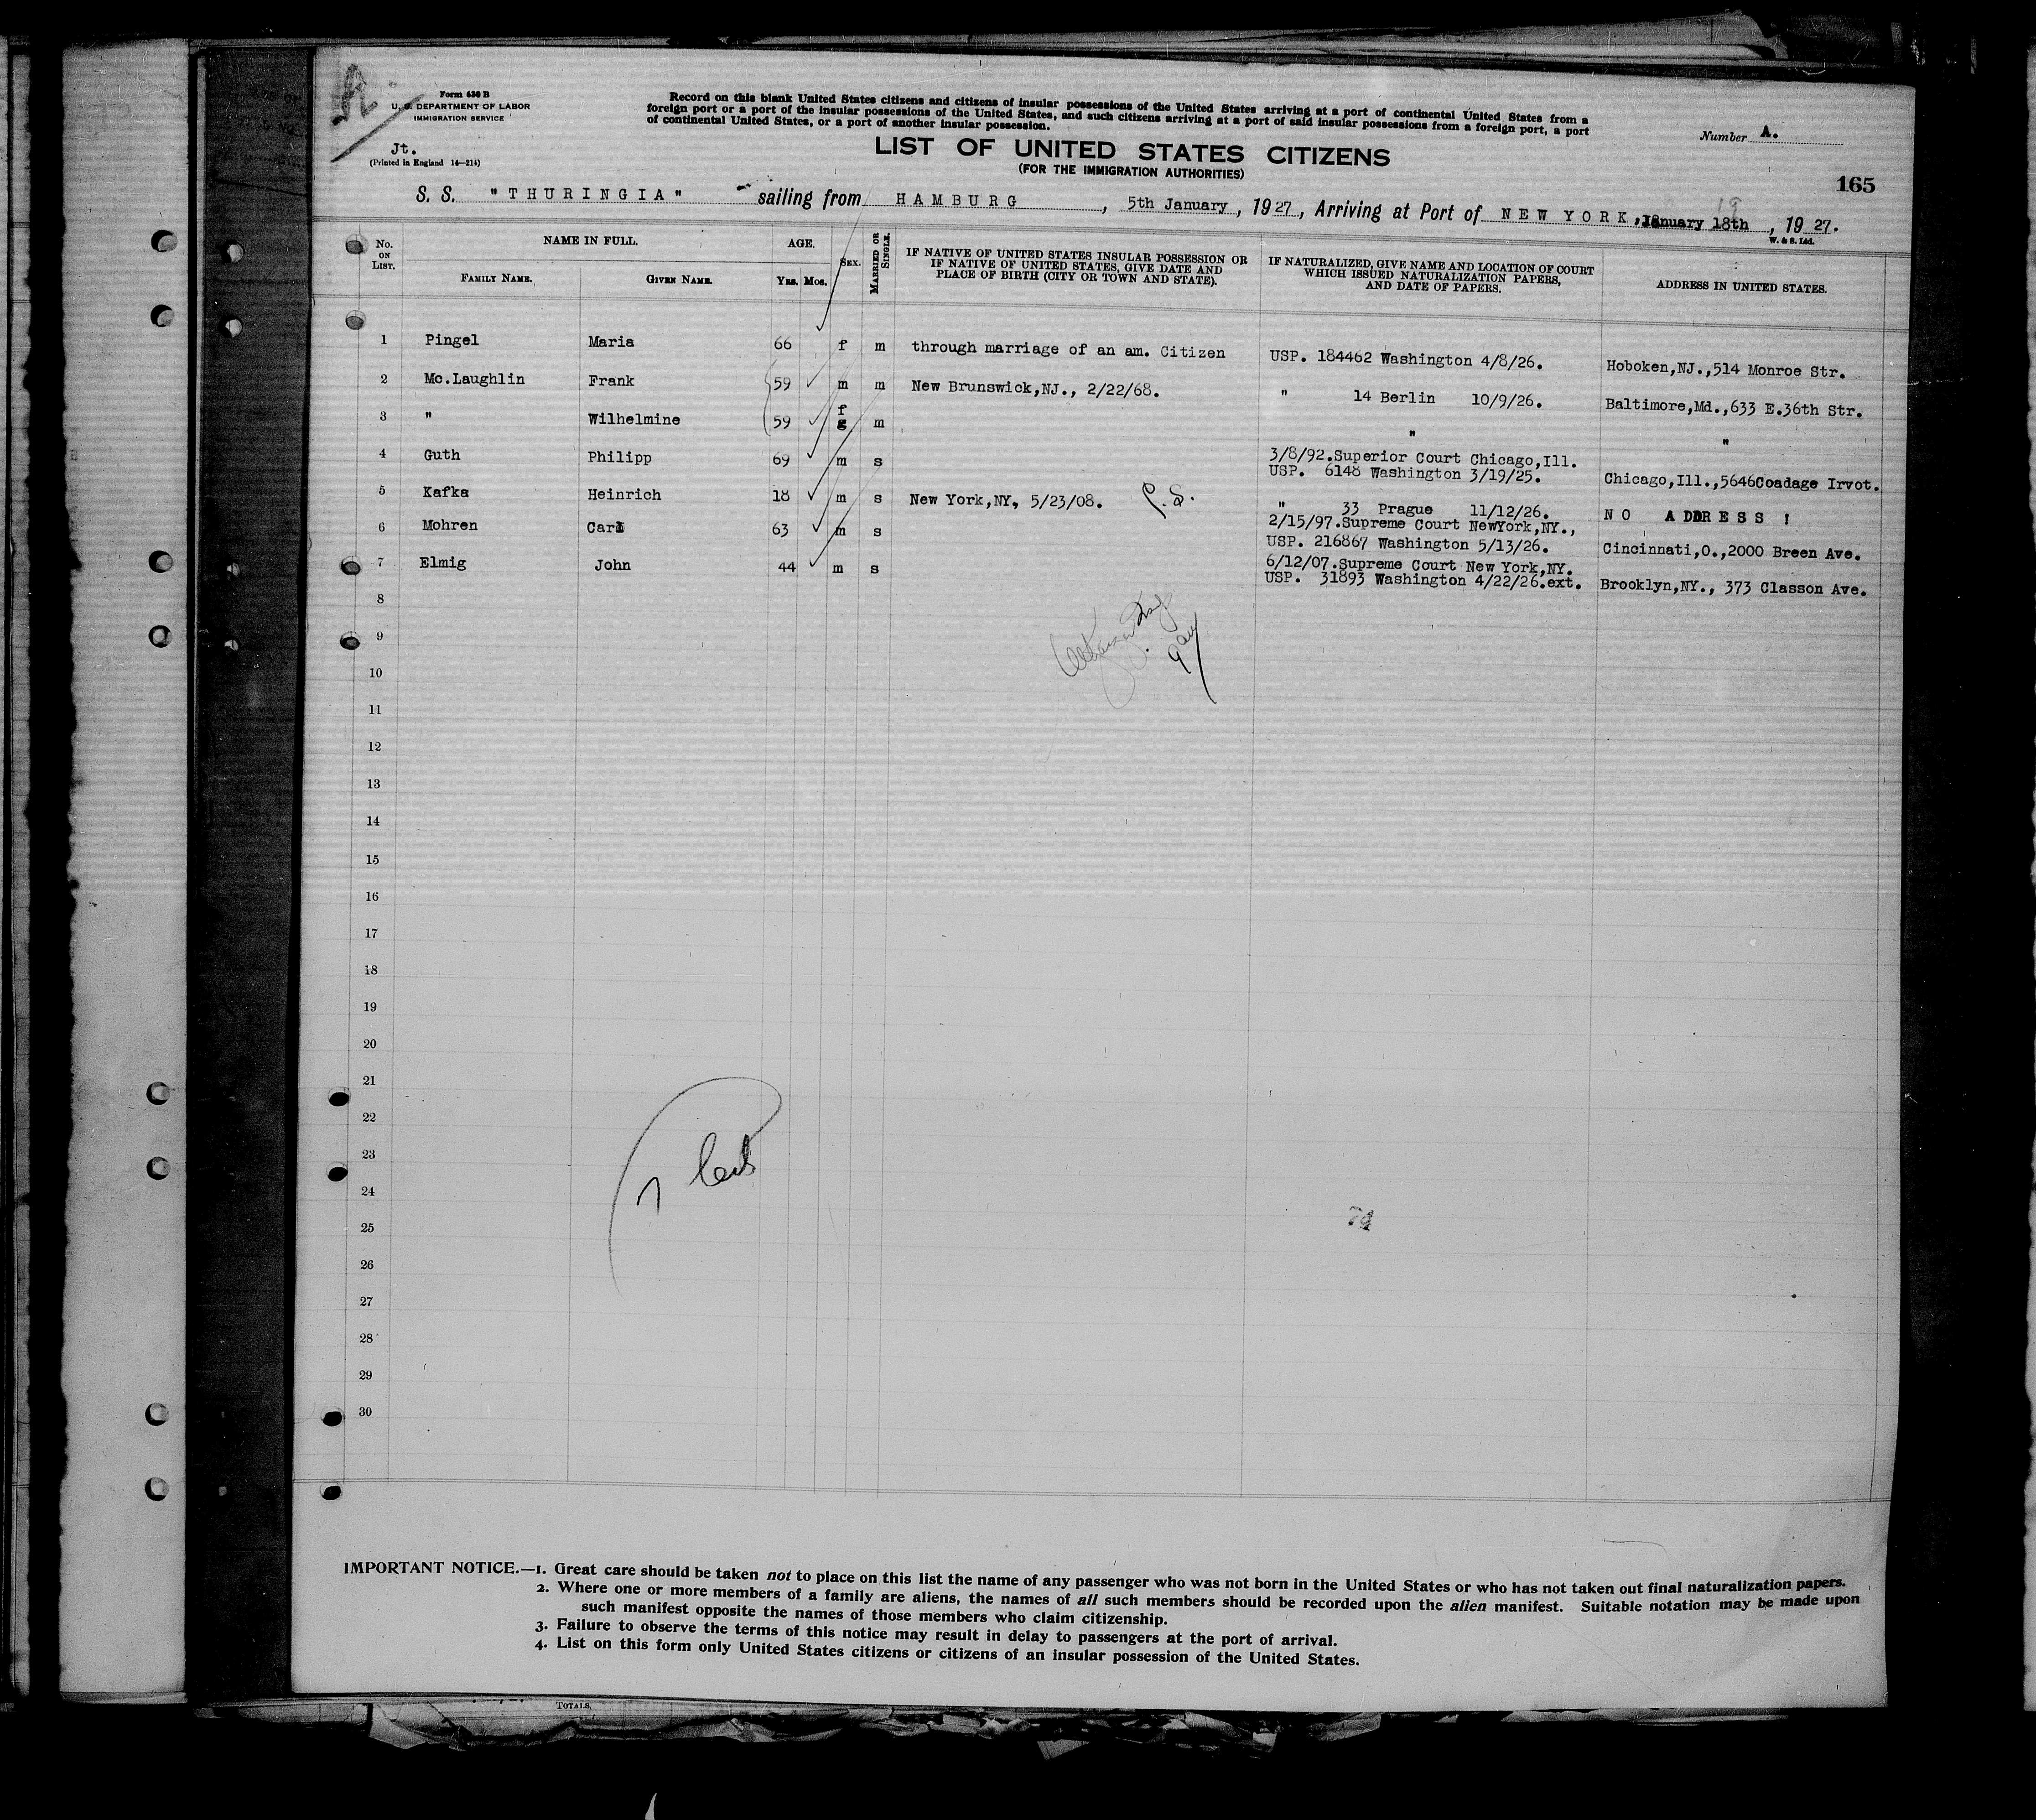 Form 630 B
U. S. DEPARTMENT OF LABOR
IMMIGRATION SERVICE
Jt.
(Printed in England 14—214)
Record on this blank United States citizens and citizens of insular possessions of the United States arriving at a port of continental United States from a
foreign port or a port of the insular possessions of the United States, and such citizens arriving at a port of said insular possessions from a foreign port, a port
of continental United States, or a port of another insular possession.
Number A.
LIST OF UNITED STATES CITIZENS
(FOR THE IMMIGRATION AUTHORITIES)
165
S. S. "THURINGIA" sailing from HAMBURG, 5th January, 1927, Arriving at Port of NEW YORK, January 18th, 1927.
19
W. & S. Ltd.
No. ON LIST.
NAME IN FULL.
FAMILY NAME. GIVEN NAME.
AGE.
YRS. MOS.
SEX.
MARRIED OR SINGLE.
IF NATIVE OF UNITED STATES INSULAR POSSESSION OR
IF NATIVE OF UNITED STATES, GIVE DATE AND
PLACE OF BIRTH (CITY OR TOWN AND STATE).
IF NATURALIZED, GIVE NAME AND LOCATION OF COURT
WHICH ISSUED NATURALIZATION PAPERS,
AND DATE OF PAPERS.
ADDRESS IN UNITED STATES.
1 Pingel Maria 66 f m through marriage of an am. Citizen USP. 184462 Washington 4/8/26. Hoboken,NJ.,514 Monroe Str.
2 Mc.Laughlin Frank 59 m m New Brunswick,NJ., 2/22/68. " 14 Berlin 10/9/26. Baltimore,Md.,633 E.36th Str.
3 " Wilhelmine 59 f m " "
4 Guth Philipp 69 m s 3/8/92.Superior Court Chicago,Ill.
USP. 6148 Washington 3/19/25. Chicago,Ill.,5646Coadage Irvot.
5 Kafka Heinrich 18 m s New York,NY, 5/23/08. P.S. " 33 Prague 11/12/26. NO ADDRESS !
6 Mohren Carl 63 m s 2/15/97.Supreme Court NewYork,NY.,
USP. 216867 Washington 5/13/26. Cincinnati,O.,2000 Breen Ave.
7 Elmig John 44 m s 6/12/07.Supreme Court New York,NY.
USP. 31893 Washington 4/22/26.ext. Brooklyn,NY., 373 Classon Ave.
8
9
10
11
12
13
14
15
16
17
18
19
20
21
22
23
24
25
26
27
28
29
30
7
IMPORTANT NOTICE.—1. Great care should be taken not to place on this list the name of any passenger who was not born in the United States or who has not taken out final naturalization papers.
2. Where one or more members of a family are aliens, the names of all such members should be recorded upon the alien manifest. Suitable notation may be made upon
such manifest opposite the names of those members who claim citizenship.
3. Failure to observe the terms of this notice may result in delay to passengers at the port of arrival.
4. List on this form only United States citizens or citizens of an insular possession of the United States.
TOTALS,